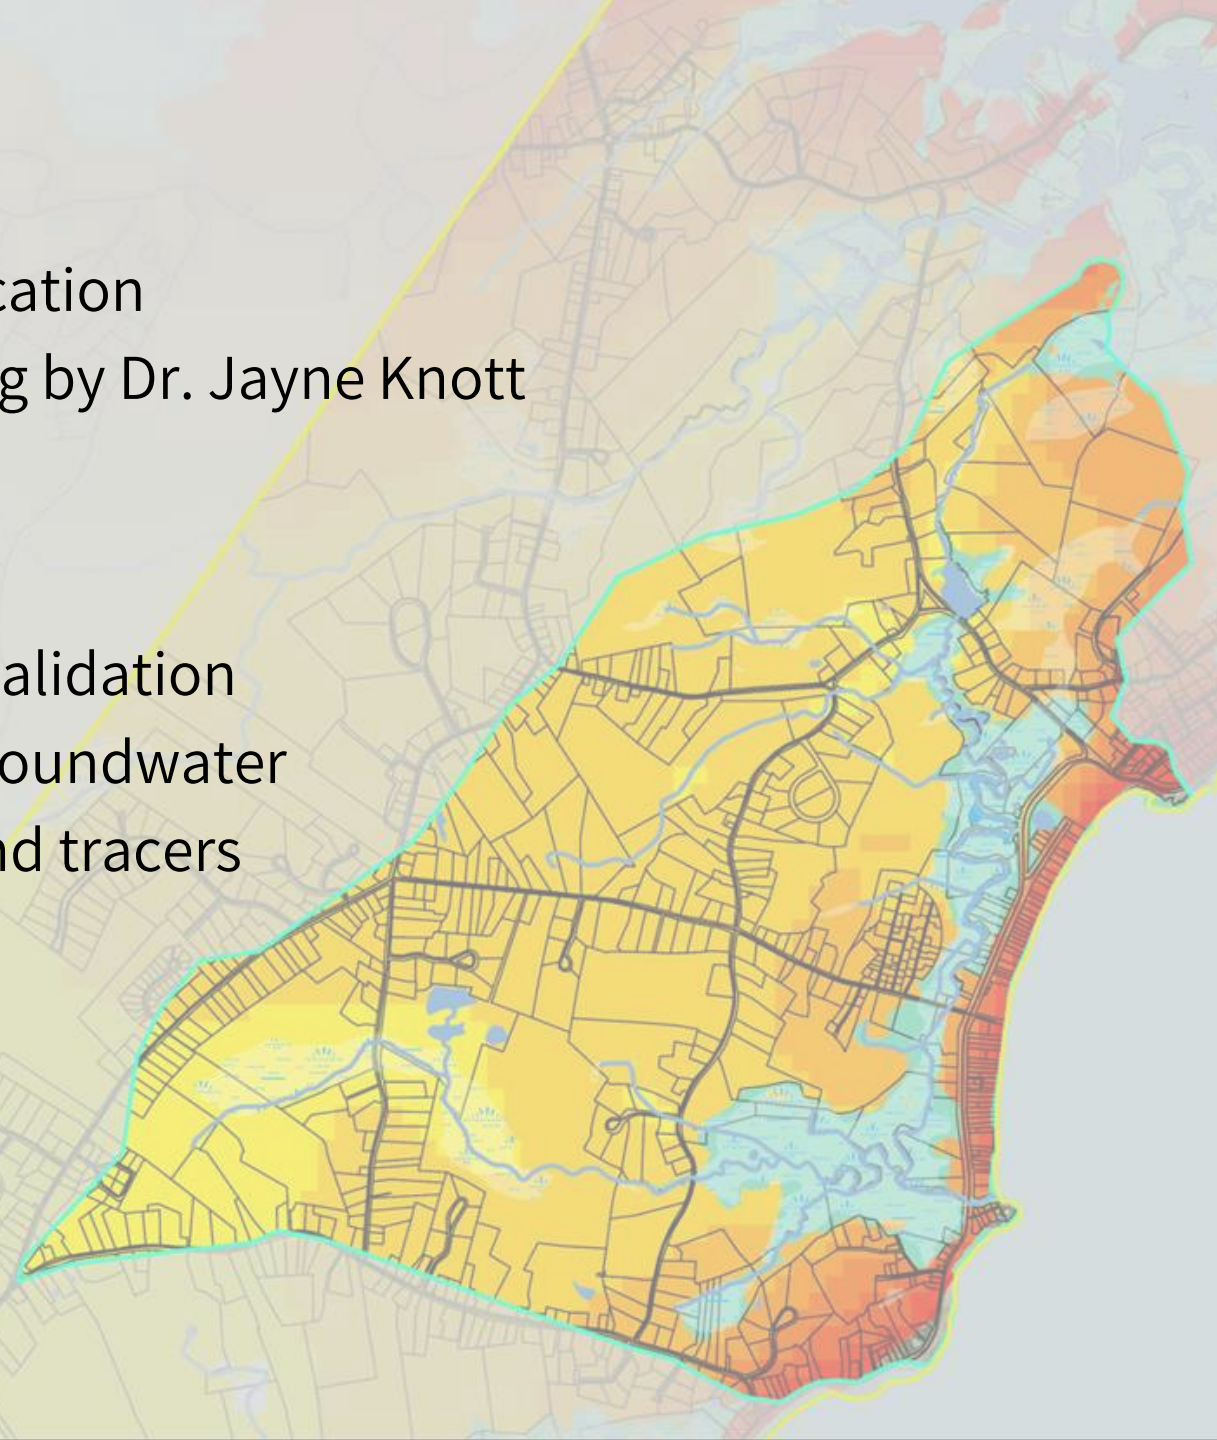 cation
g by Dr. Jayne Knott
alidation
oundwater
nd tracers